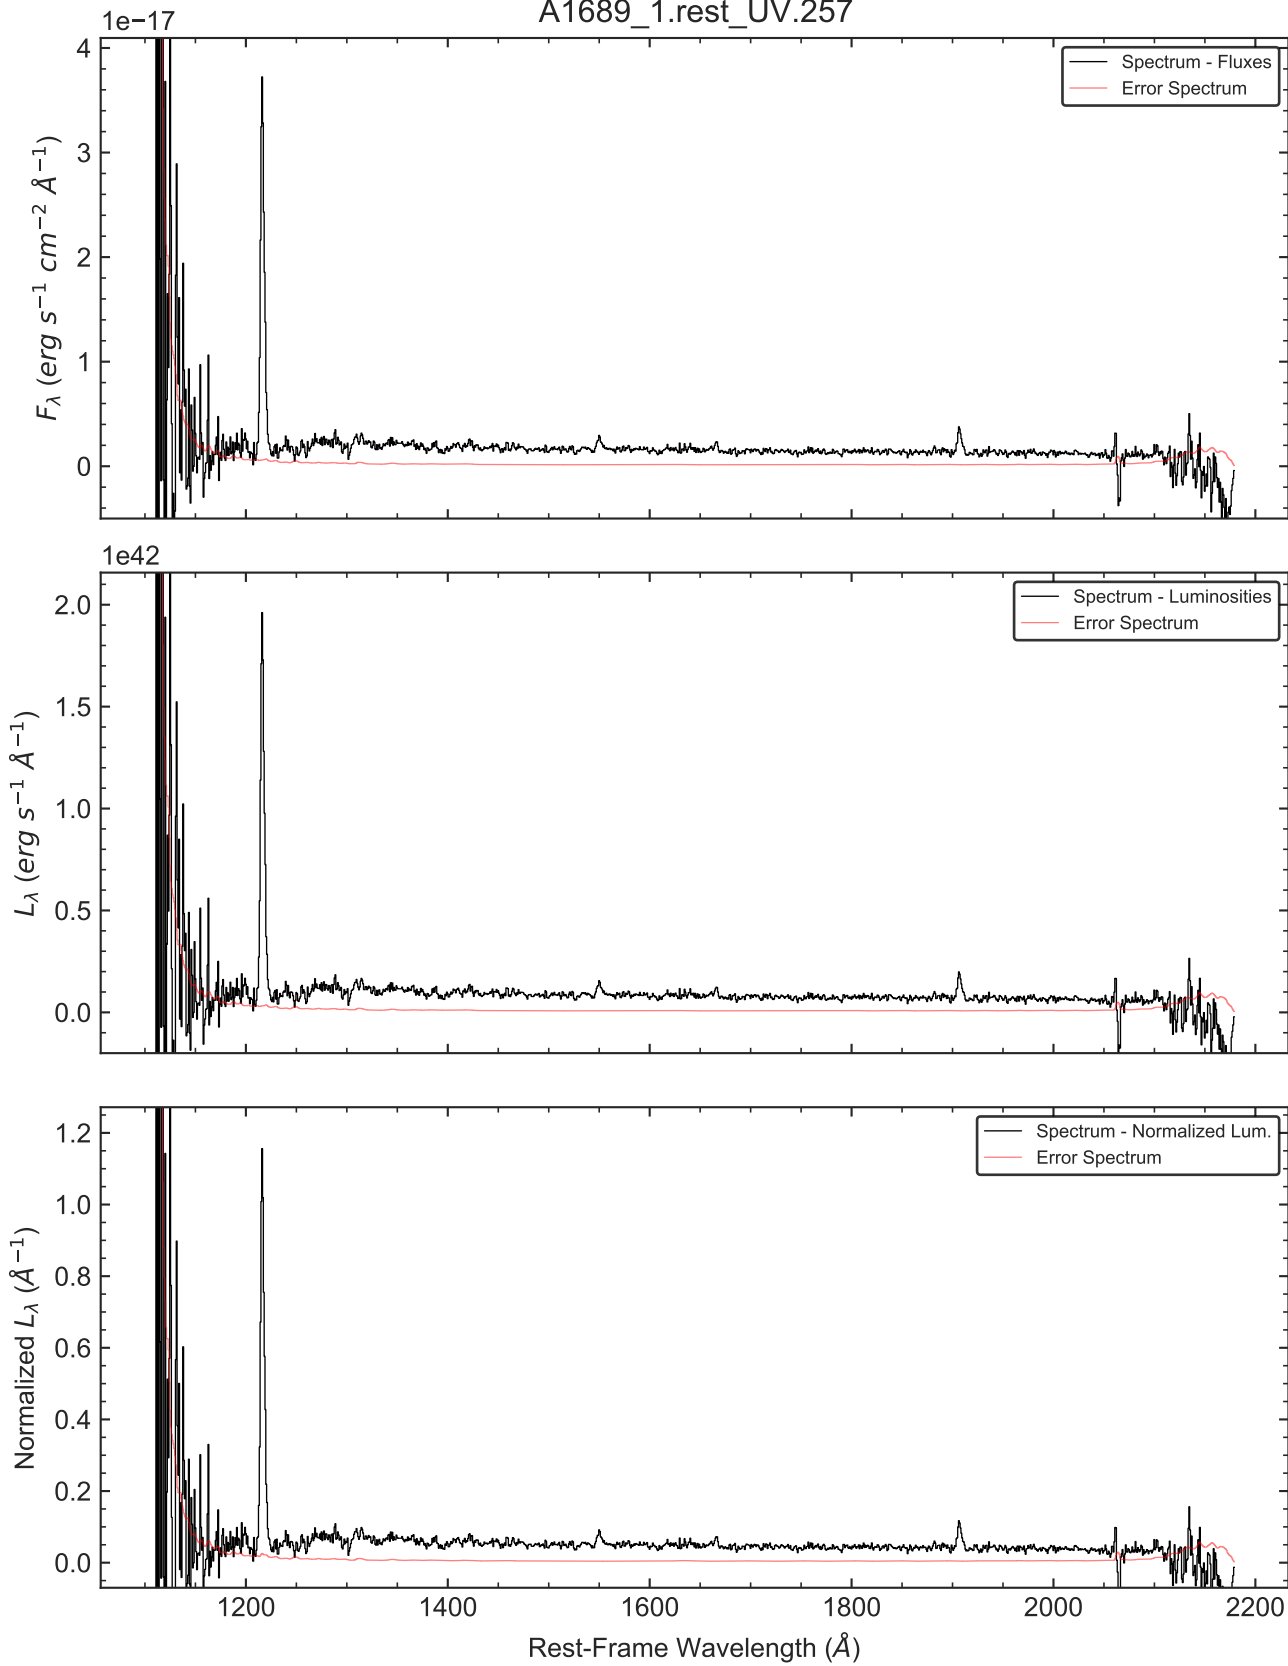 A1689_1.rest_UV.257
1e−17
Spectrum - Fluxes
Error Spectrum
4
3
2
1
0
F_λ (erg s⁻¹ cm⁻² Å⁻¹)
1e42
Spectrum - Luminosities
Error Spectrum
2.0
1.5
1.0
0.5
0.0
L_λ (erg s⁻¹ Å⁻¹)
Spectrum - Normalized Lum.
Error Spectrum
1.2
1.0
0.8
0.6
0.4
0.2
0.0
Normalized L_λ (Å⁻¹)
1200 1400 1600 1800 2000 2200
Rest-Frame Wavelength (Å)